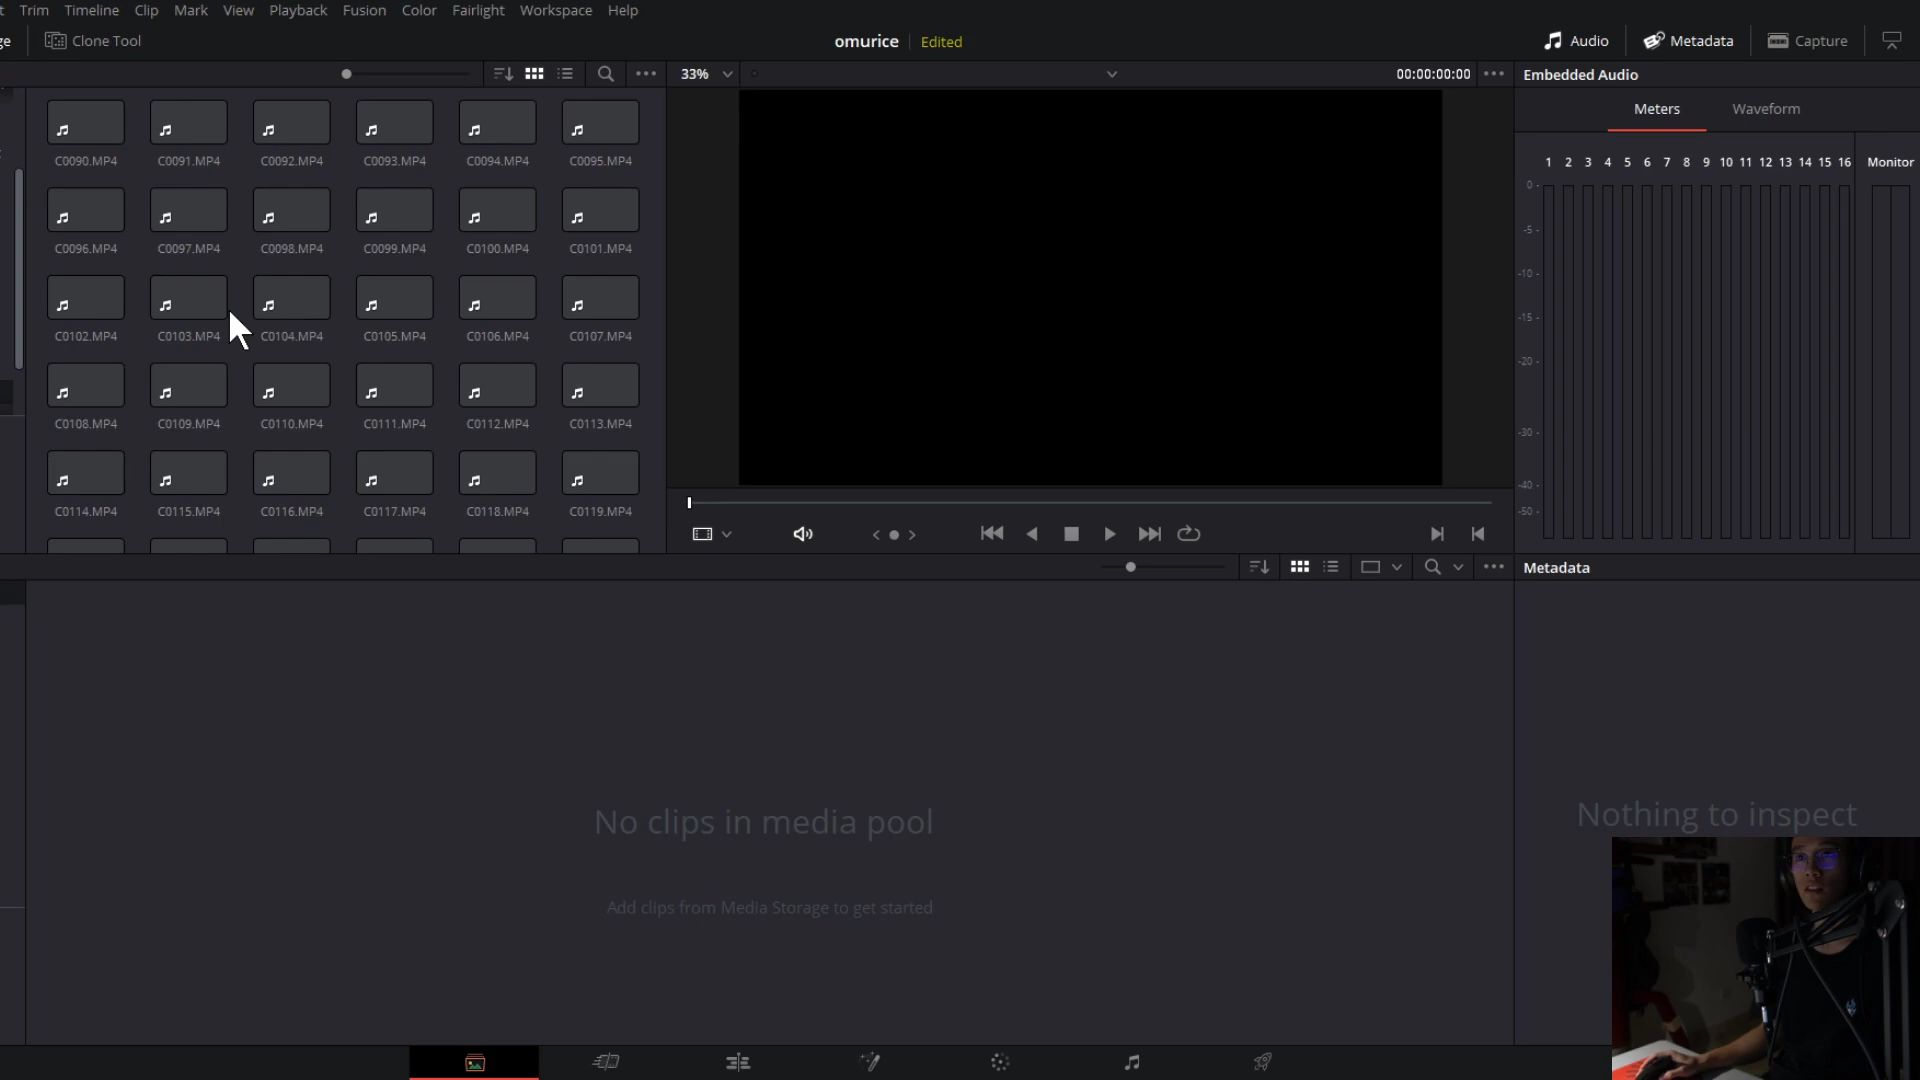 t Trim Timeline Clip Mark View Playback Fusion Color Fairlight Workspace Help
ge Clone Tool omurice Edited Audio Metadata Capture
33% 00:00:00:00 Embedded Audio
Meters Waveform
C0090.MP4 C0091.MP4 C0092.MP4 C0093.MP4 C0094.MP4 C0095.MP4
1 2 3 4 5 6 7 8 9 10 11 12 13 14 15 16 Monitor
0 -
-5 -
C0096.MP4 C0097.MP4 C0098.MP4 C0099.MP4 C0100.MP4 C0101.MP4
-10 -
-15 -
C0102.MP4 C0103.MP4 C0104.MP4 C0105.MP4 C0106.MP4 C0107.MP4
-20 -
C0108.MP4 C0109.MP4 C0110.MP4 C0111.MP4 C0112.MP4 C0113.MP4
-30 -
-40 -
C0114.MP4 C0115.MP4 C0116.MP4 C0117.MP4 C0118.MP4 C0119.MP4
-50 -
Metadata
No clips in media pool
Add clips from Media Storage to get started
Nothing to inspect